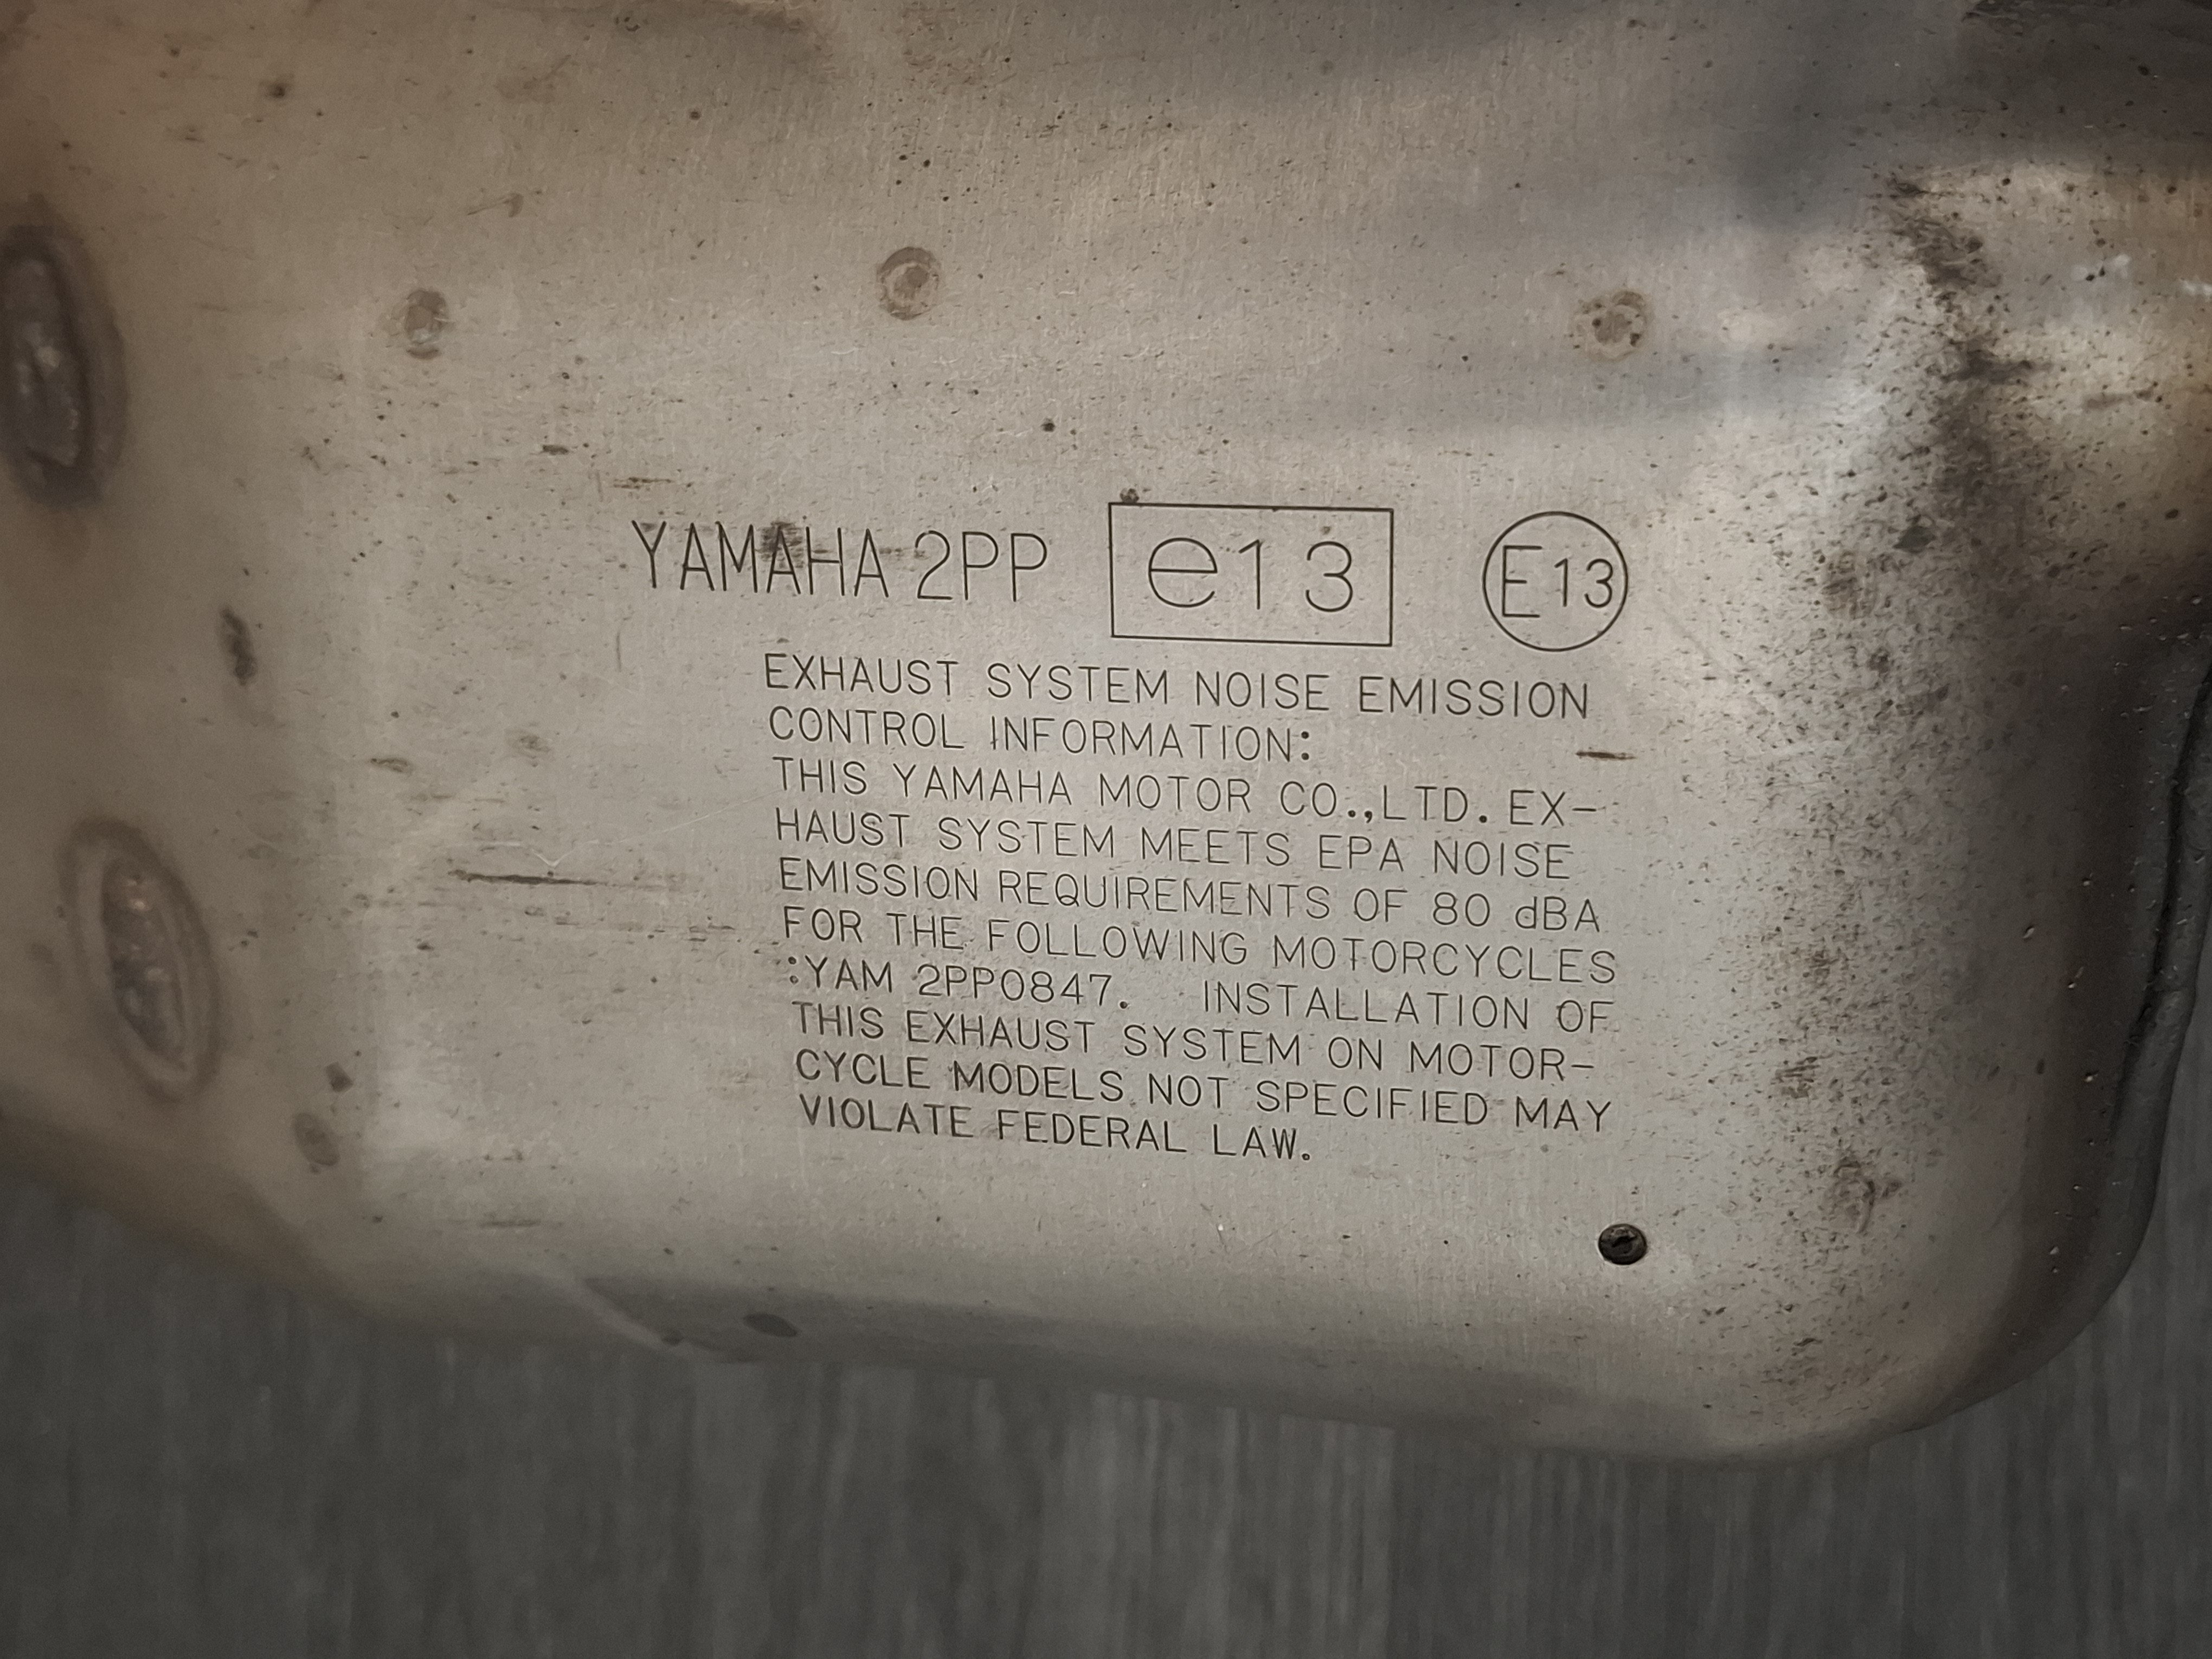 YAMAHA 2PP e13 E13
EXHAUST SYSTEM NOISE EMISSION
CONTROL INFORMATION:
THIS YAMAHA MOTOR CO.,LTD. EX-
HAUST SYSTEM MEETS EPA NOISE
EMISSION REQUIREMENTS OF 80 dBA
FOR THE FOLLOWING MOTORCYCLES
:YAM 2PP0847. INSTALLATION OF
THIS EXHAUST SYSTEM ON MOTOR-
CYCLE MODELS NOT SPECIFIED MAY
VIOLATE FEDERAL LAW.